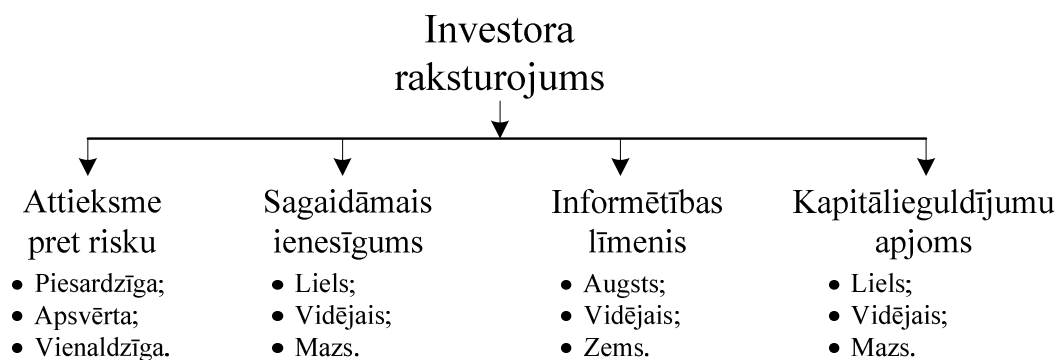 Investora
raksturojums
Attieksme
pret risku
• Piesardzīga;
• Apsvērta;
• Vienaldzīga.
Sagaidāmais
ienesīgums
• Liels;
• Vidējais;
• Mazs.
Informētības
līmenis
• Augsts;
• Vidējais;
• Zems.
Kapitālieguldījumu
apjoms
• Liels;
• Vidējais;
• Mazs.